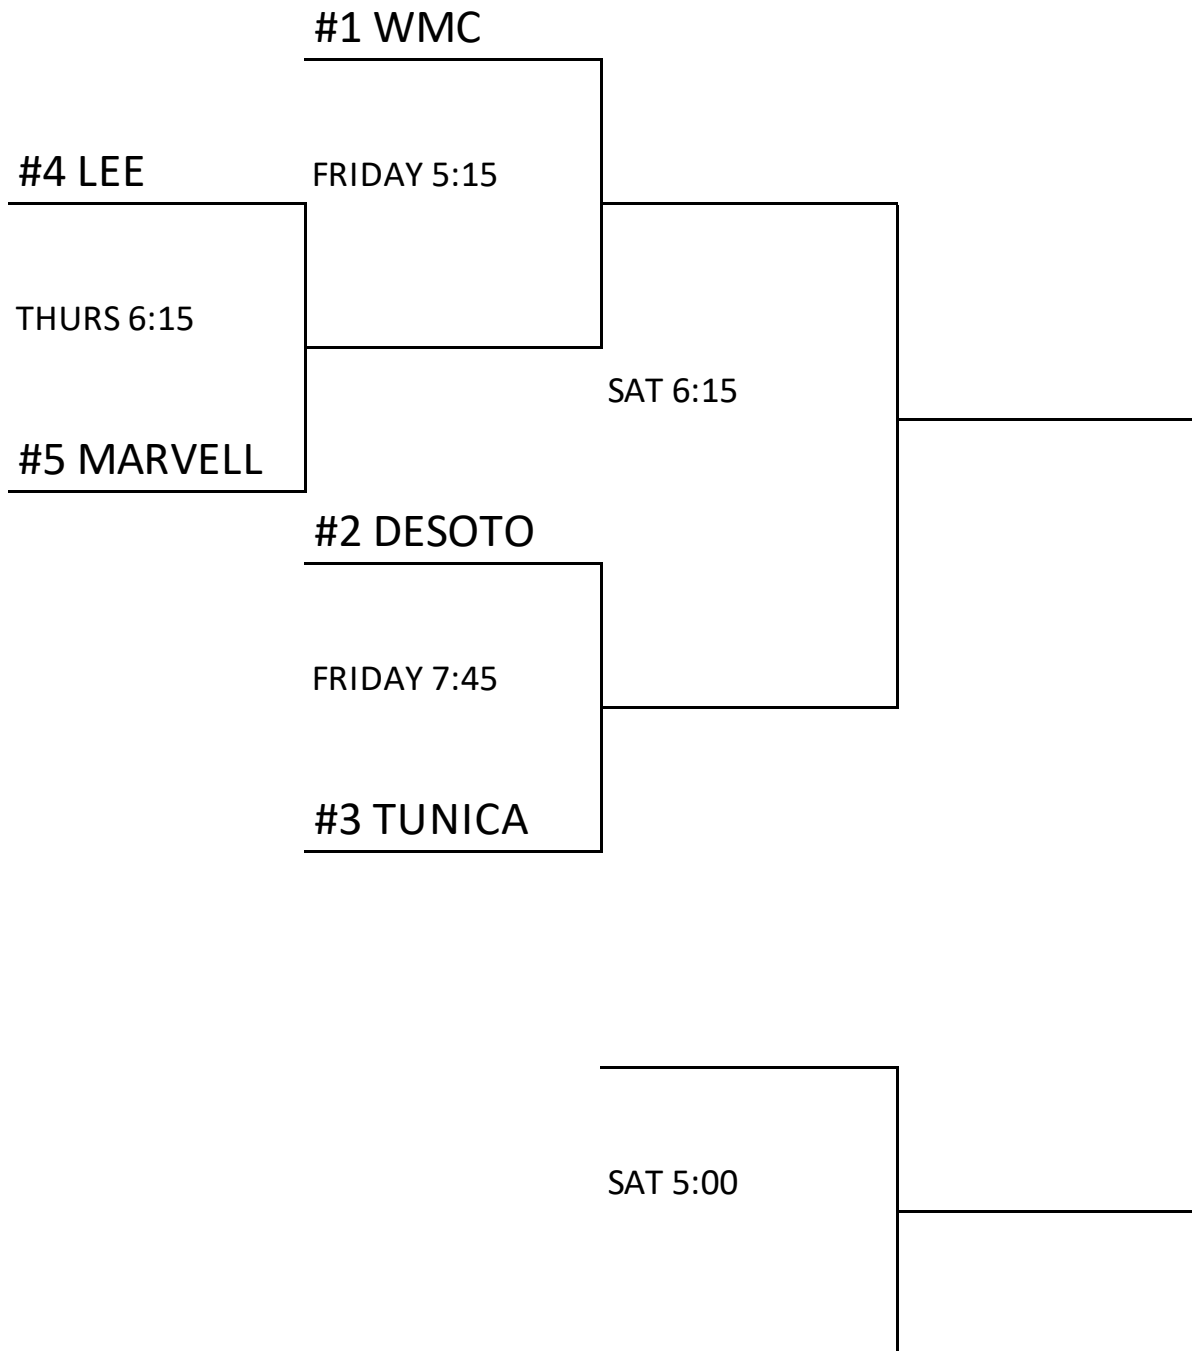 #1 WMC
#4 LEE
FRIDAY 5:15
THURS 6:15
SAT 6:15
#5 MARVELL
#2 DESOTO
FRIDAY 7:45
#3 TUNICA
SAT 5:00